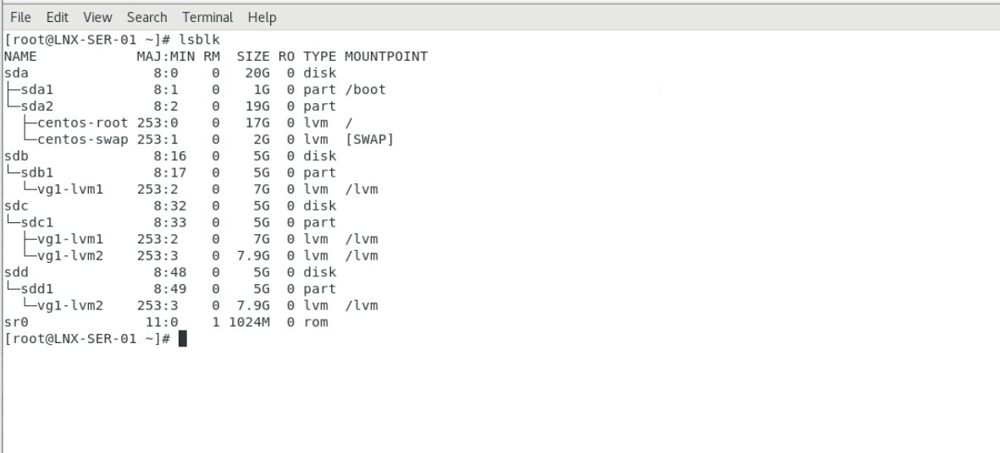 File Edit View Search Terminal Help
[root@LNX-SER-01 ~]# lsblk
NAME            MAJ:MIN RM  SIZE RO TYPE MOUNTPOINT
sda               8:0    0   20G  0 disk
├─sda1            8:1    0    1G  0 part /boot
└─sda2            8:2    0   19G  0 part
  ├─centos-root 253:0    0   17G  0 lvm  /
  └─centos-swap 253:1    0    2G  0 lvm  [SWAP]
sdb               8:16   0    5G  0 disk
└─sdb1            8:17   0    5G  0 part
  └─vg1-lvm1    253:2    0    7G  0 lvm  /lvm
sdc               8:32   0    5G  0 disk
└─sdc1            8:33   0    5G  0 part
  ├─vg1-lvm1    253:2    0    7G  0 lvm  /lvm
  └─vg1-lvm2    253:3    0  7.9G  0 lvm  /lvm
sdd               8:48   0    5G  0 disk
└─sdd1            8:49   0    5G  0 part
  └─vg1-lvm2    253:3    0  7.9G  0 lvm  /lvm
sr0              11:0    1 1024M  0 rom
[root@LNX-SER-01 ~]#